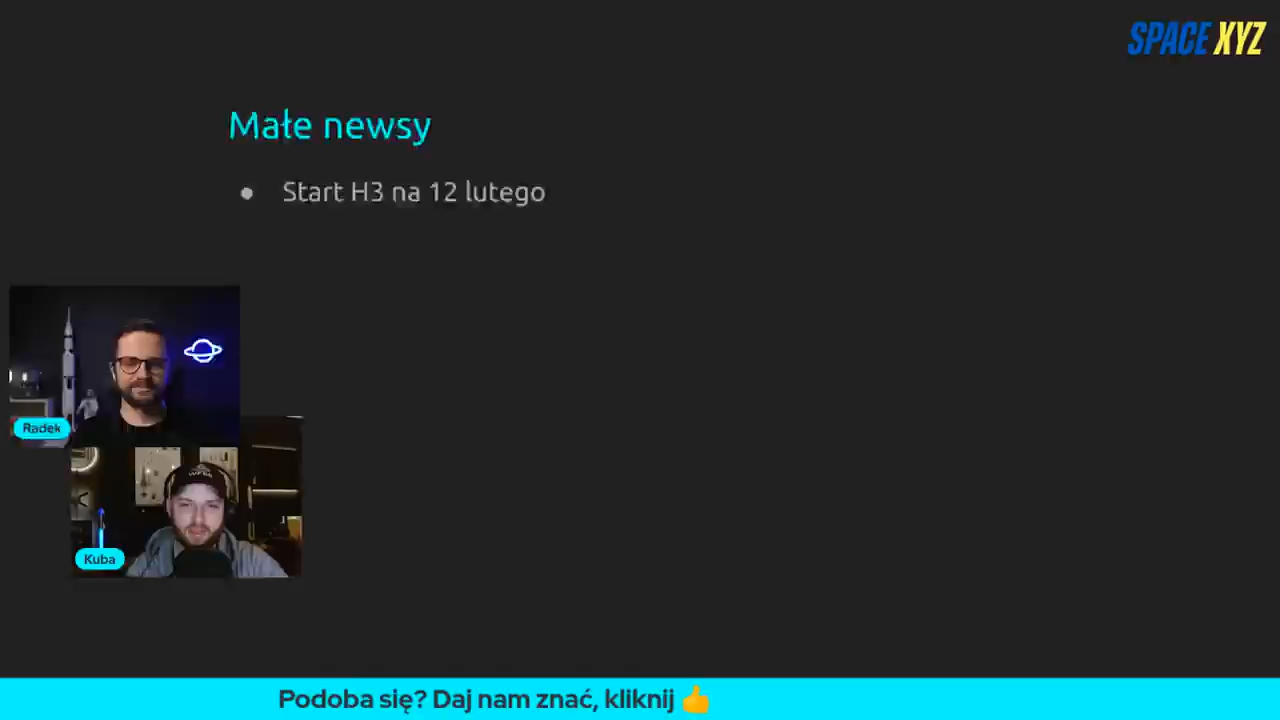 SPACE XYZ
Małe newsy
● Start H3 na 12 lutego
Radek
Kuba
Podoba się? Daj nam znać, kliknij 👍